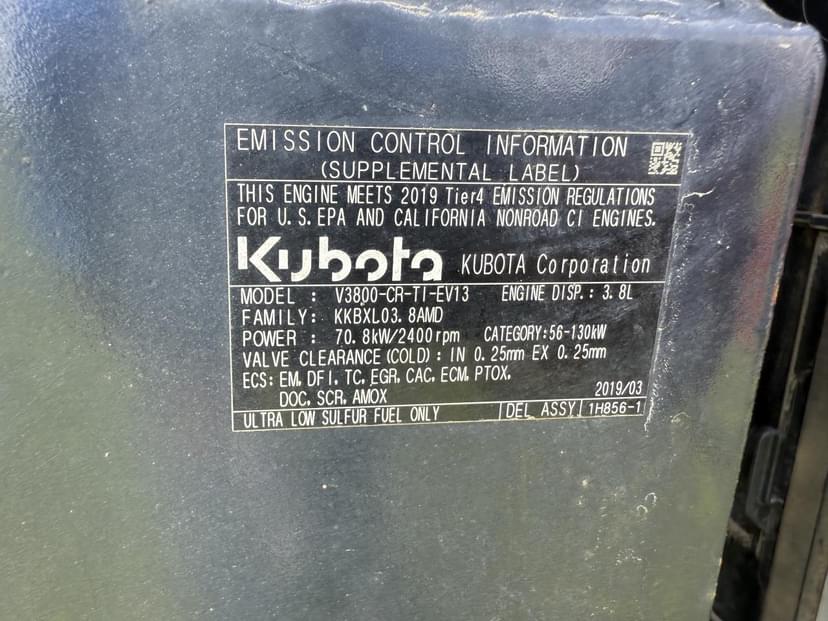 EMISSION CONTROL INFORMATION
(SUPPLEMENTAL LABEL)
THIS ENGINE MEETS 2019 Tier4 EMISSION REGULATIONS
FOR U.S.EPA AND CALIFORNIA NONROAD CI ENGINES.
Kubota KUBOTA Corporation
MODEL : V3800-CR-TI-EV13 ENGINE DISP.: 3.8L
FAMILY: KKBXL03.8AMD
POWER : 70.8kW/2400rpm CATEGORY:56-130kW
VALVE CLEARANCE(COLD): IN 0.25mm EX 0.25mm
ECS: EM, DFI, TC, EGR, CAC, ECM, PTOX,
DOC, SCR, AMOX 2019/03
ULTRA LOW SULFUR FUEL ONLY DEL ASSY 1H856-1